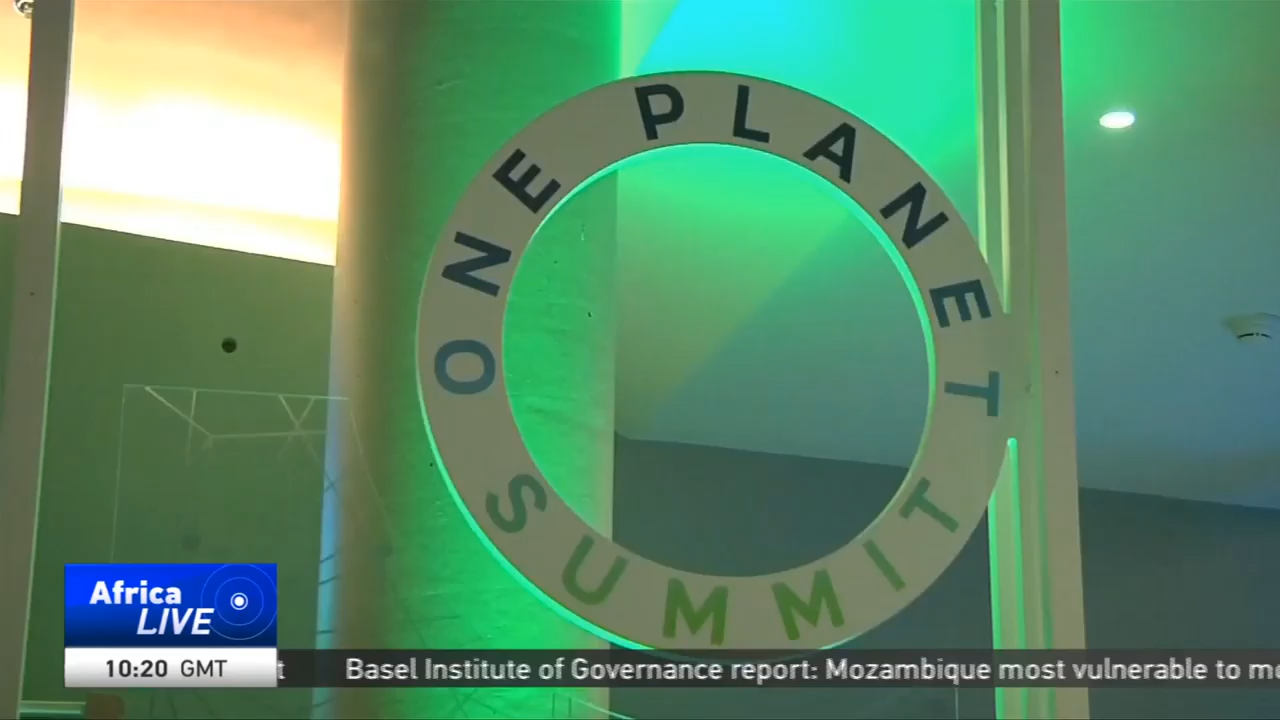 ONE PLANET
SUMMIT
Africa
LIVE
10:20 GMT
Basel Institute of Governance report: Mozambique most vulnerable to